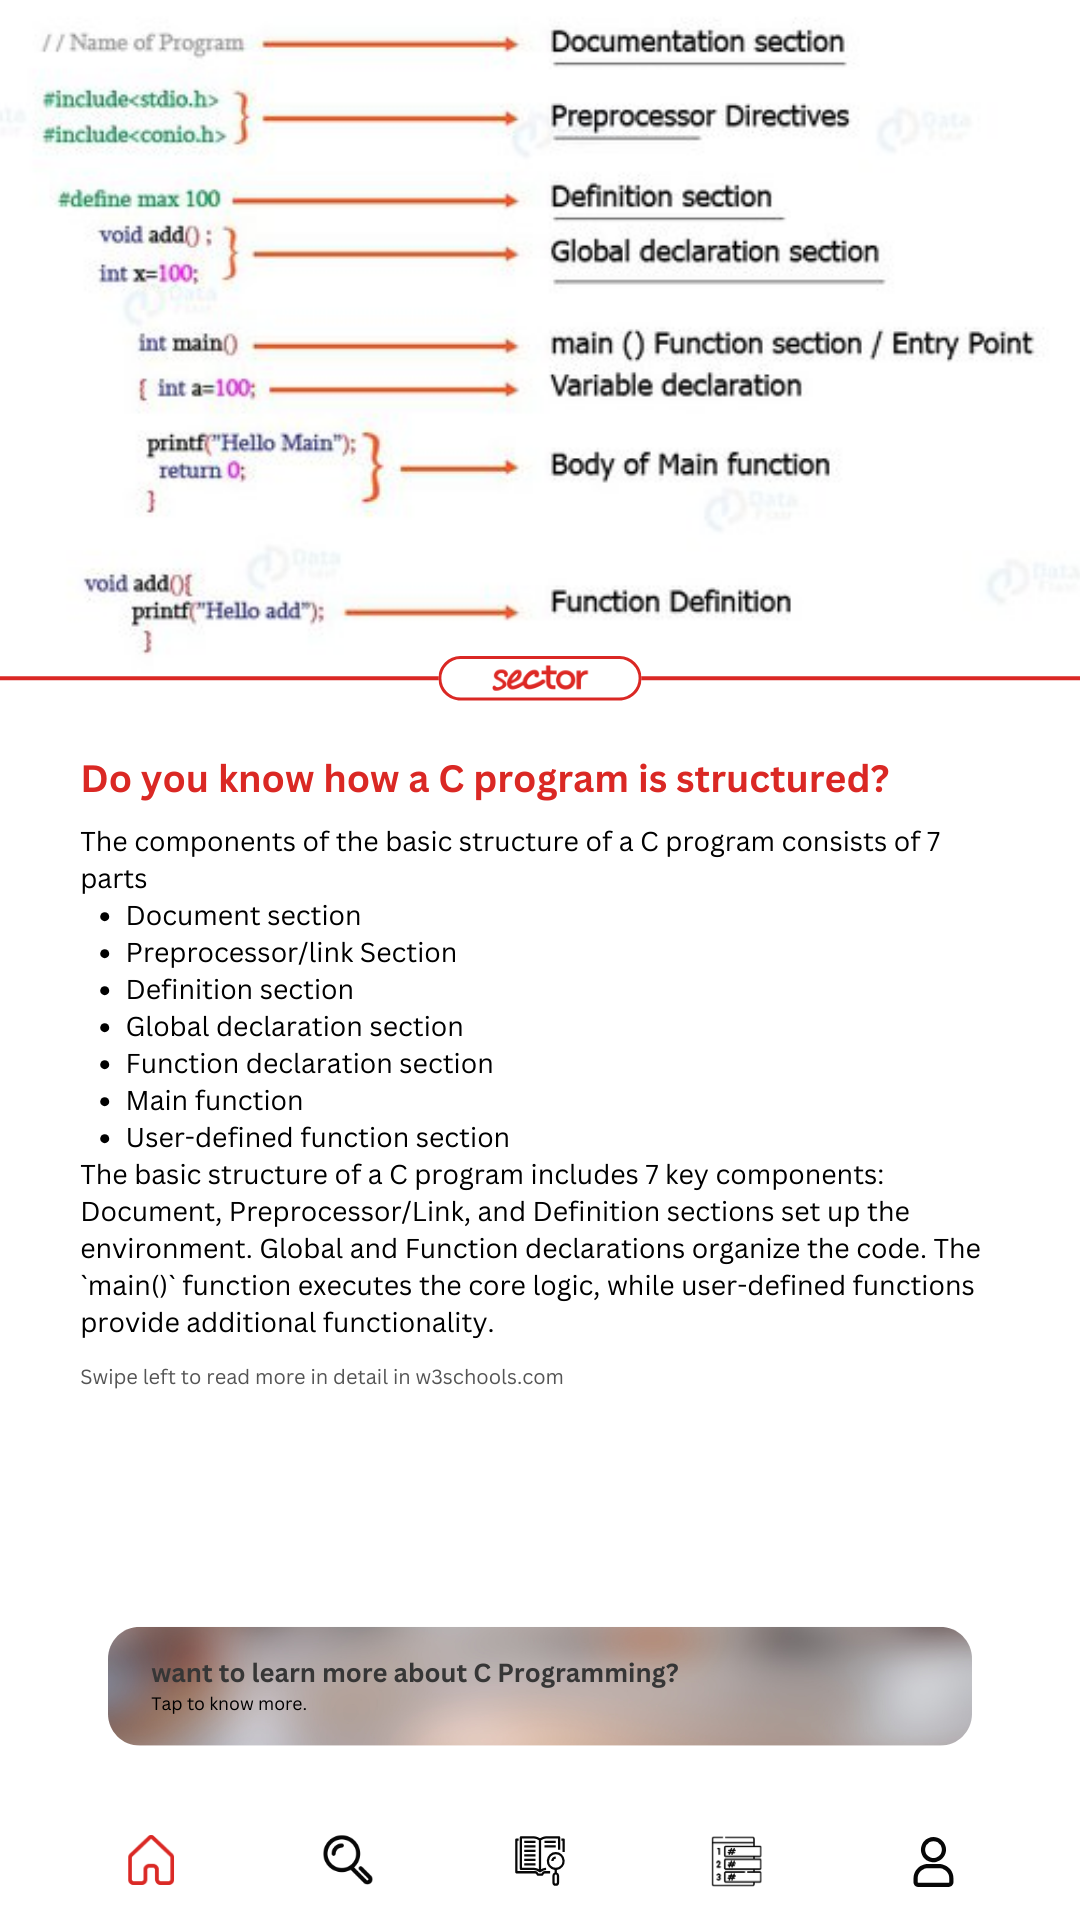 // Name of Program Documentation section
#include<stdio.h>
#include<conio.h> Preprocessor Directives
#define max 100 Definition section
void add() ;
int x=100; Global declaration section
int main() main () Function section / Entry Point
{ int a=100; Variable declaration
printf("Hello Main");
return 0; Body of Main function
}
void add(){
printf("Hello add"); Function Definition
}
sector
Do you know how a C program is structured?
The components of the basic structure of a C program consists of 7
parts
• Document section
• Preprocessor/link Section
• Definition section
• Global declaration section
• Function declaration section
• Main function
• User-defined function section
The basic structure of a C program includes 7 key components:
Document, Preprocessor/Link, and Definition sections set up the
environment. Global and Function declarations organize the code. The
`main()` function executes the core logic, while user-defined functions
provide additional functionality.
Swipe left to read more in detail in w3schools.com
want to learn more about C Programming?
Tap to know more.
1 #
2 #
3 #